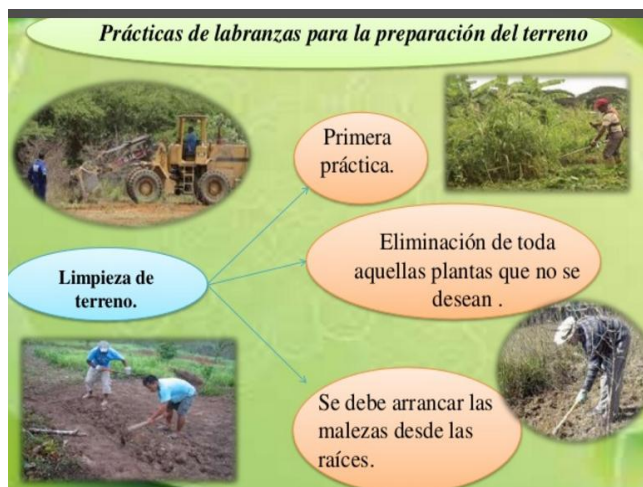 Prácticas de labranzas para la preparación del terreno
Primera
práctica.
Eliminación de toda
aquellas plantas que no se
desean .
Limpieza de
terreno.
Se debe arrancar las
malezas desde las
raíces.